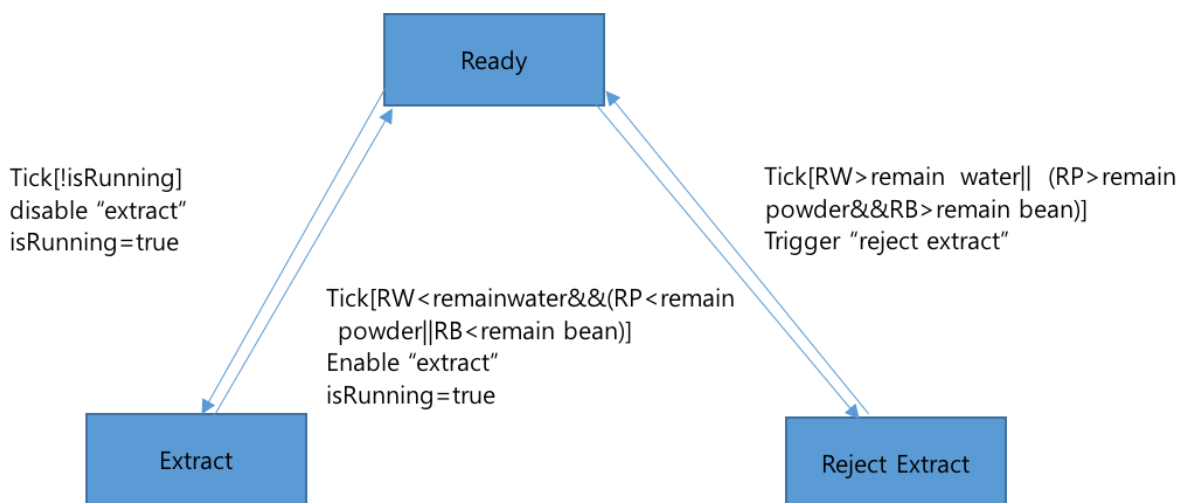 Ready
Tick[!isRunning]
disable “extract”
isRunning=true
Tick[RW>remain water|| (RP>remain
powder&&RB>remain bean)]
Trigger “reject extract”
Tick[RW<remainwater&&(RP<remain
powder||RB<remain bean)]
Enable “extract”
isRunning=true
Extract
Reject Extract